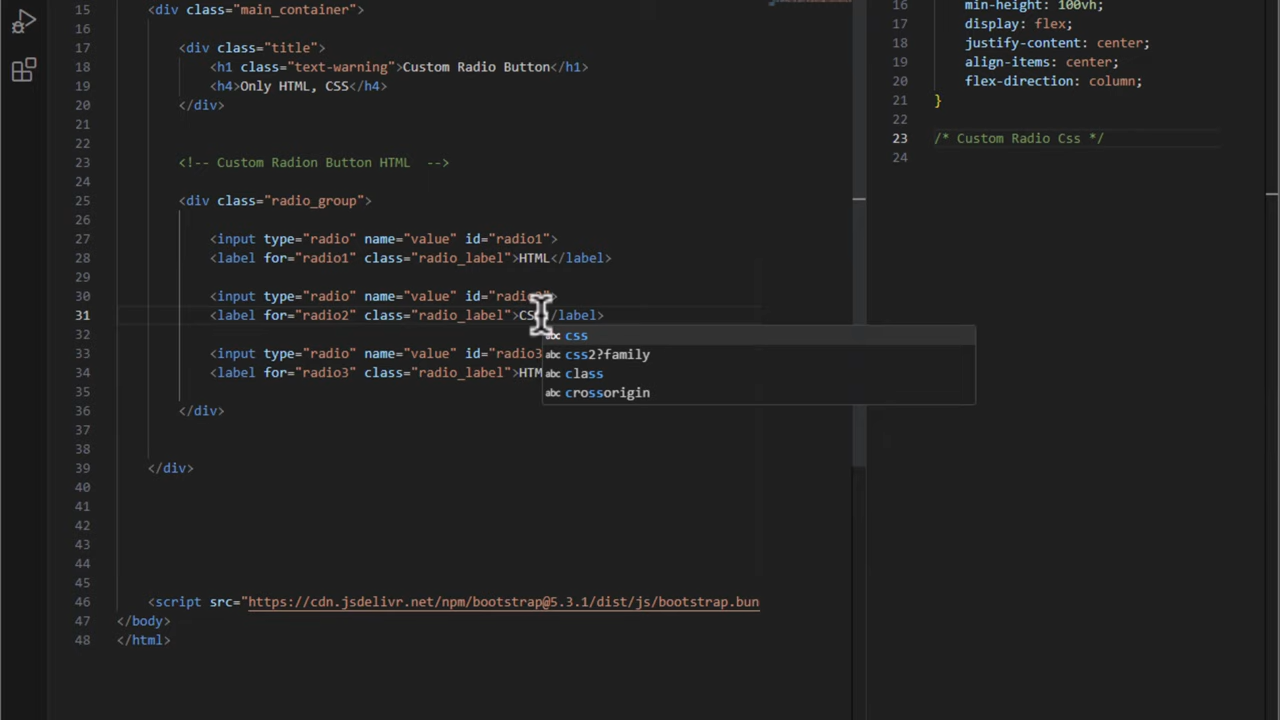 15 <div class="main_container">
16
17 <div class="title">
18 <h1 class="text-warning">Custom Radio Button</h1>
19 <h4>Only HTML, CSS</h4>
20 </div>
21
22
23 <!-- Custom Radion Button HTML -->
24
25 <div class="radio_group">
26
27 <input type="radio" name="value" id="radio1">
28 <label for="radio1" class="radio_label">HTML</label>
29
30 <input type="radio" name="value" id="
31 <label for="radio2" class="radio_label">CS /label>
32
33 <input type="radio" name="value" id="radio3
34 <label for="radio3" class="radio_label">HTM
35
36 </div>
37
38
39 </div>
40
41
42
43
44
45
46 <script src="https://cdn.jsdelivr.net/npm/bootstrap@5.3.1/dist/js/bootstrap.bun
47 </body>
48 </html>
abc css
abc css2?family
abc class
abc crossorigin
16 min-height: 100vh;
17 display: flex;
18 justify-content: center;
19 align-items: center;
20 flex-direction: column;
21 }
22
23 /* Custom Radio Css */
24